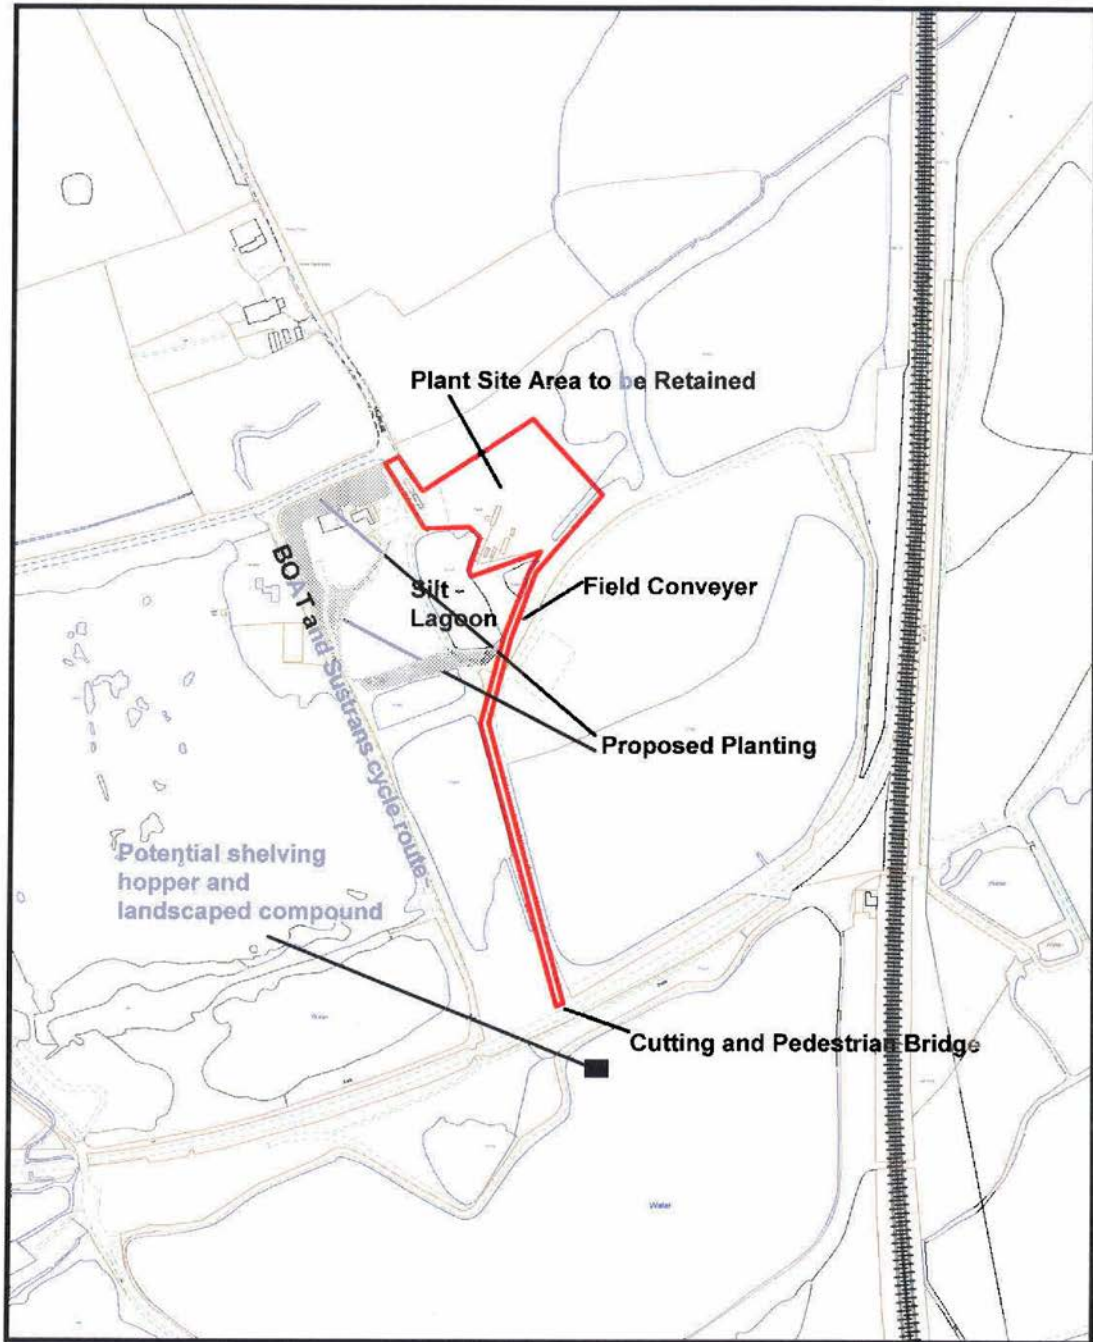 Plant Site Area to be Retained
BOAT and Sustrans cycle route
Silt -
Lagoon
Field Conveyer
Proposed Planting
Potential shelving
hopper and
landscaped compound
Cutting and Pedestrian Bridge
Water
Water